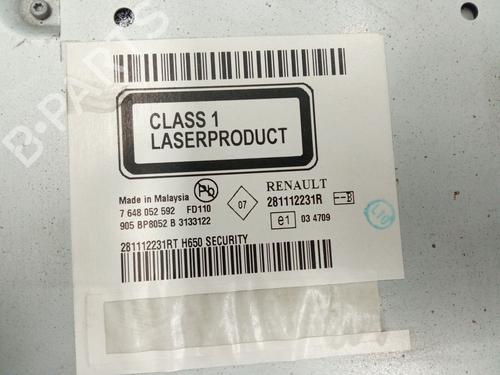 CLASS 1
LASERPRODUCT
Made in Malaysia
7 648 052 592 FD110
905 BP8052 B 3133122
Pb
07
RENAULT
281112231R
B
e1 03 4709
281112231RT H650 SECURITY
B-PARTS